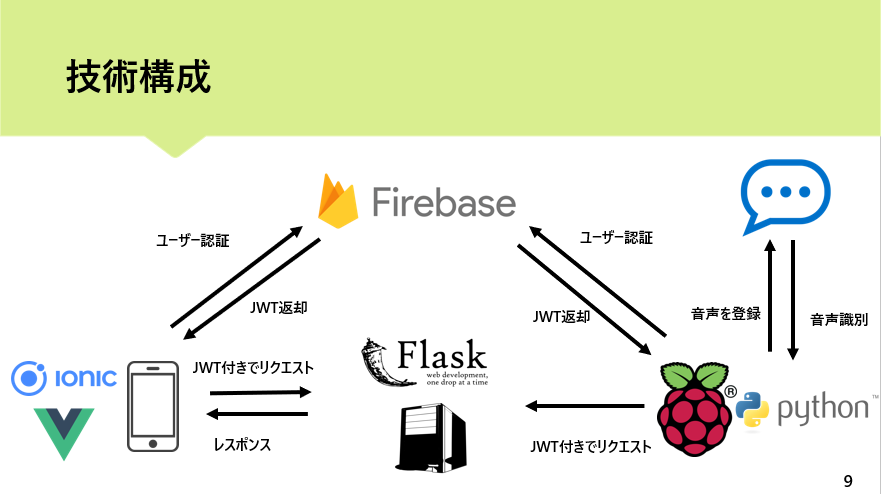 技術構成
Firebase
ユーザー認証
ユーザー認証
JWT返却
JWT返却
音声を登録
音声識別
JWT付きでリクエスト
Flask
web development,
one drop at a time
IONIC
レスポンス
®
python™
JWT付きでリクエスト
9